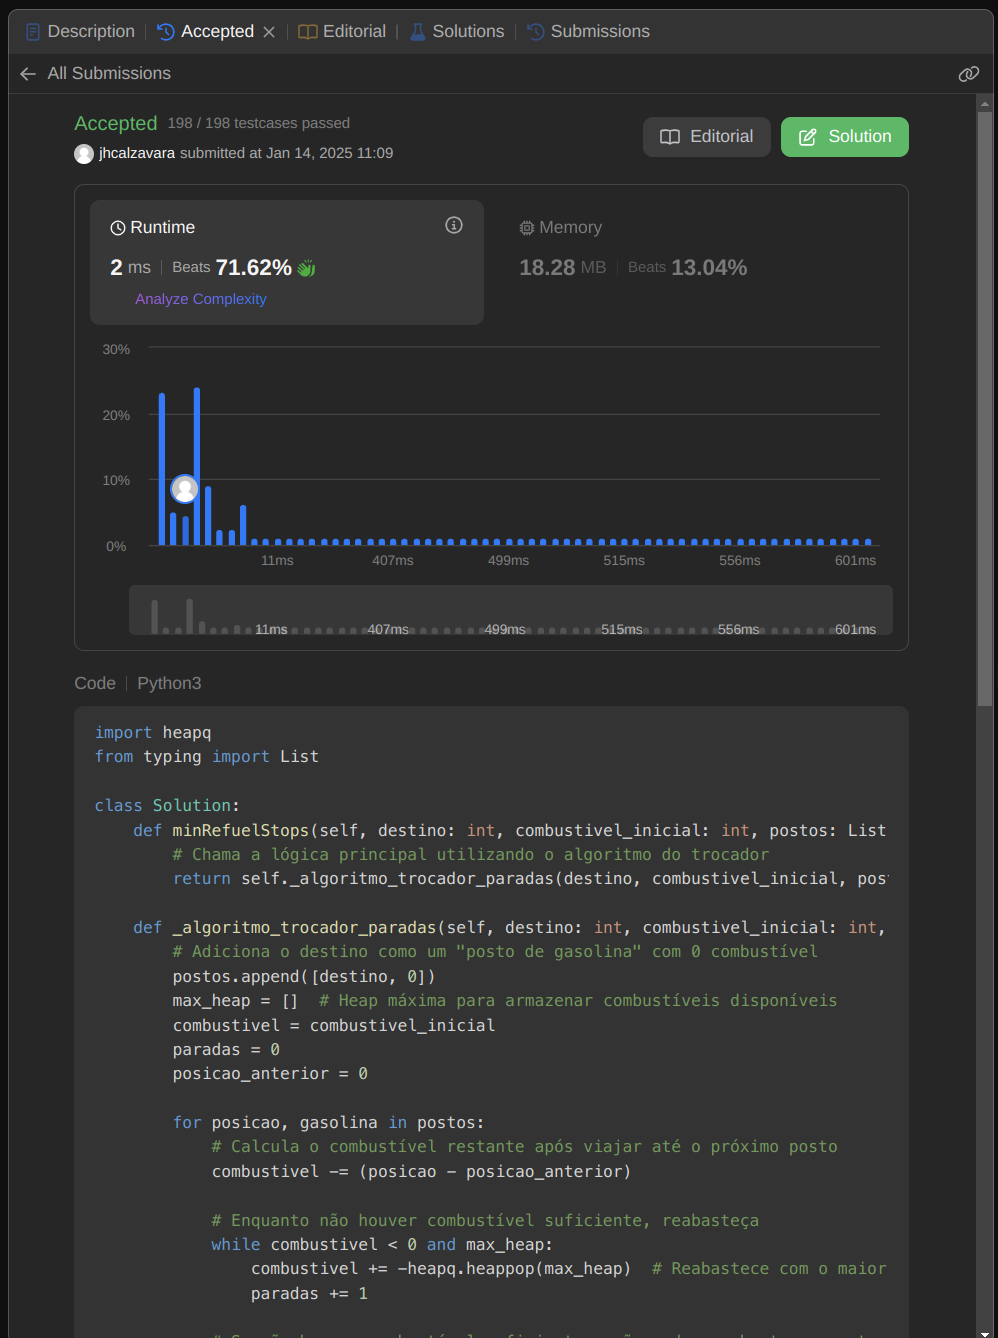 Description | Accepted × | Editorial | Solutions | Submissions
← All Submissions
Accepted 198 / 198 testcases passed
jhcalzavara submitted at Jan 14, 2025 11:09
Editorial
Solution
Runtime
2 ms | Beats 71.62%
Analyze Complexity
Memory
18.28 MB | Beats 13.04%
30%
20%
10%
0%
11ms 407ms 499ms 515ms 556ms 601ms
11ms 407ms 499ms 515ms 556ms 601ms
Code | Python3
import heapq
from typing import List
class Solution:
def minRefuelStops(self, destino: int, combustivel_inicial: int, postos: List
# Chama a lógica principal utilizando o algoritmo do trocador
return self._algoritmo_trocador_paradas(destino, combustivel_inicial, pos
def _algoritmo_trocador_paradas(self, destino: int, combustivel_inicial: int,
# Adiciona o destino como um "posto de gasolina" com 0 combustível
postos.append([destino, 0])
max_heap = []  # Heap máxima para armazenar combustíveis disponíveis
combustivel = combustivel_inicial
paradas = 0
posicao_anterior = 0
for posicao, gasolina in postos:
# Calcula o combustível restante após viajar até o próximo posto
combustivel -= (posicao - posicao_anterior)
# Enquanto não houver combustível suficiente, reabasteça
while combustivel < 0 and max_heap:
combustivel += -heapq.heappop(max_heap)  # Reabastece com o maior
paradas += 1